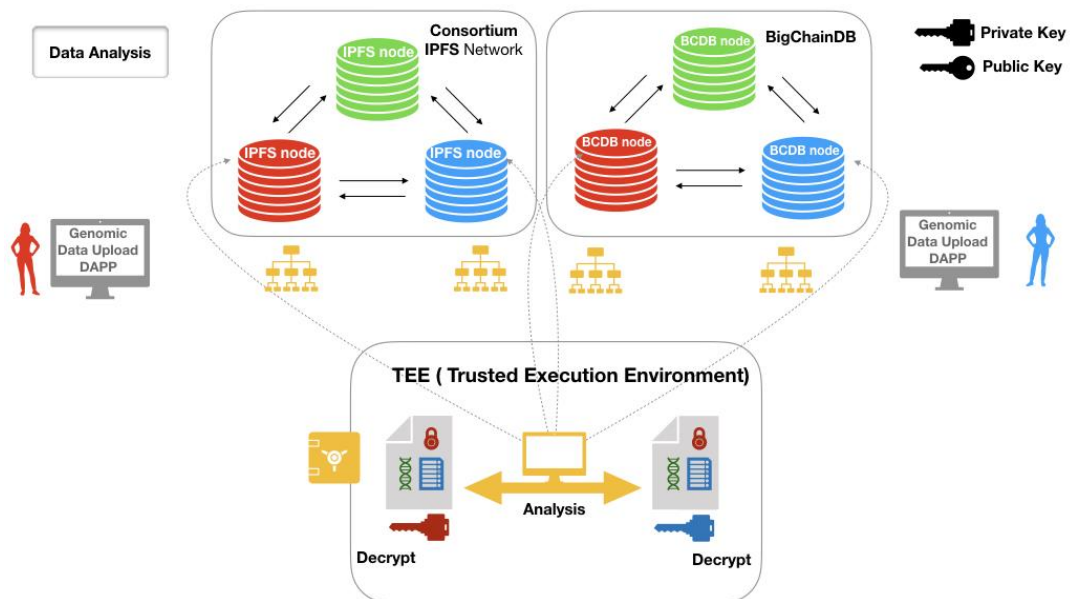 Data Analysis
Consortium
IPFS Network
IPFS node
IPFS node
IPFS node
BigChainDB
BCDB node
BCDB node
BCDB node
Private Key
Public Key
Genomic
Data Upload
DAPP
Genomic
Data Upload
DAPP
TEE ( Trusted Execution Environment)
Analysis
Decrypt
Decrypt